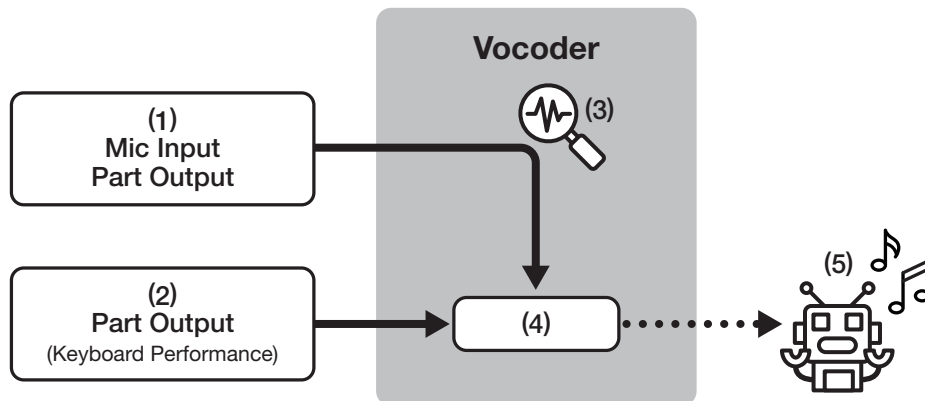 Vocoder
(3)
(1)
Mic Input
Part Output
(2)
Part Output
(Keyboard Performance)
(4)
(5)